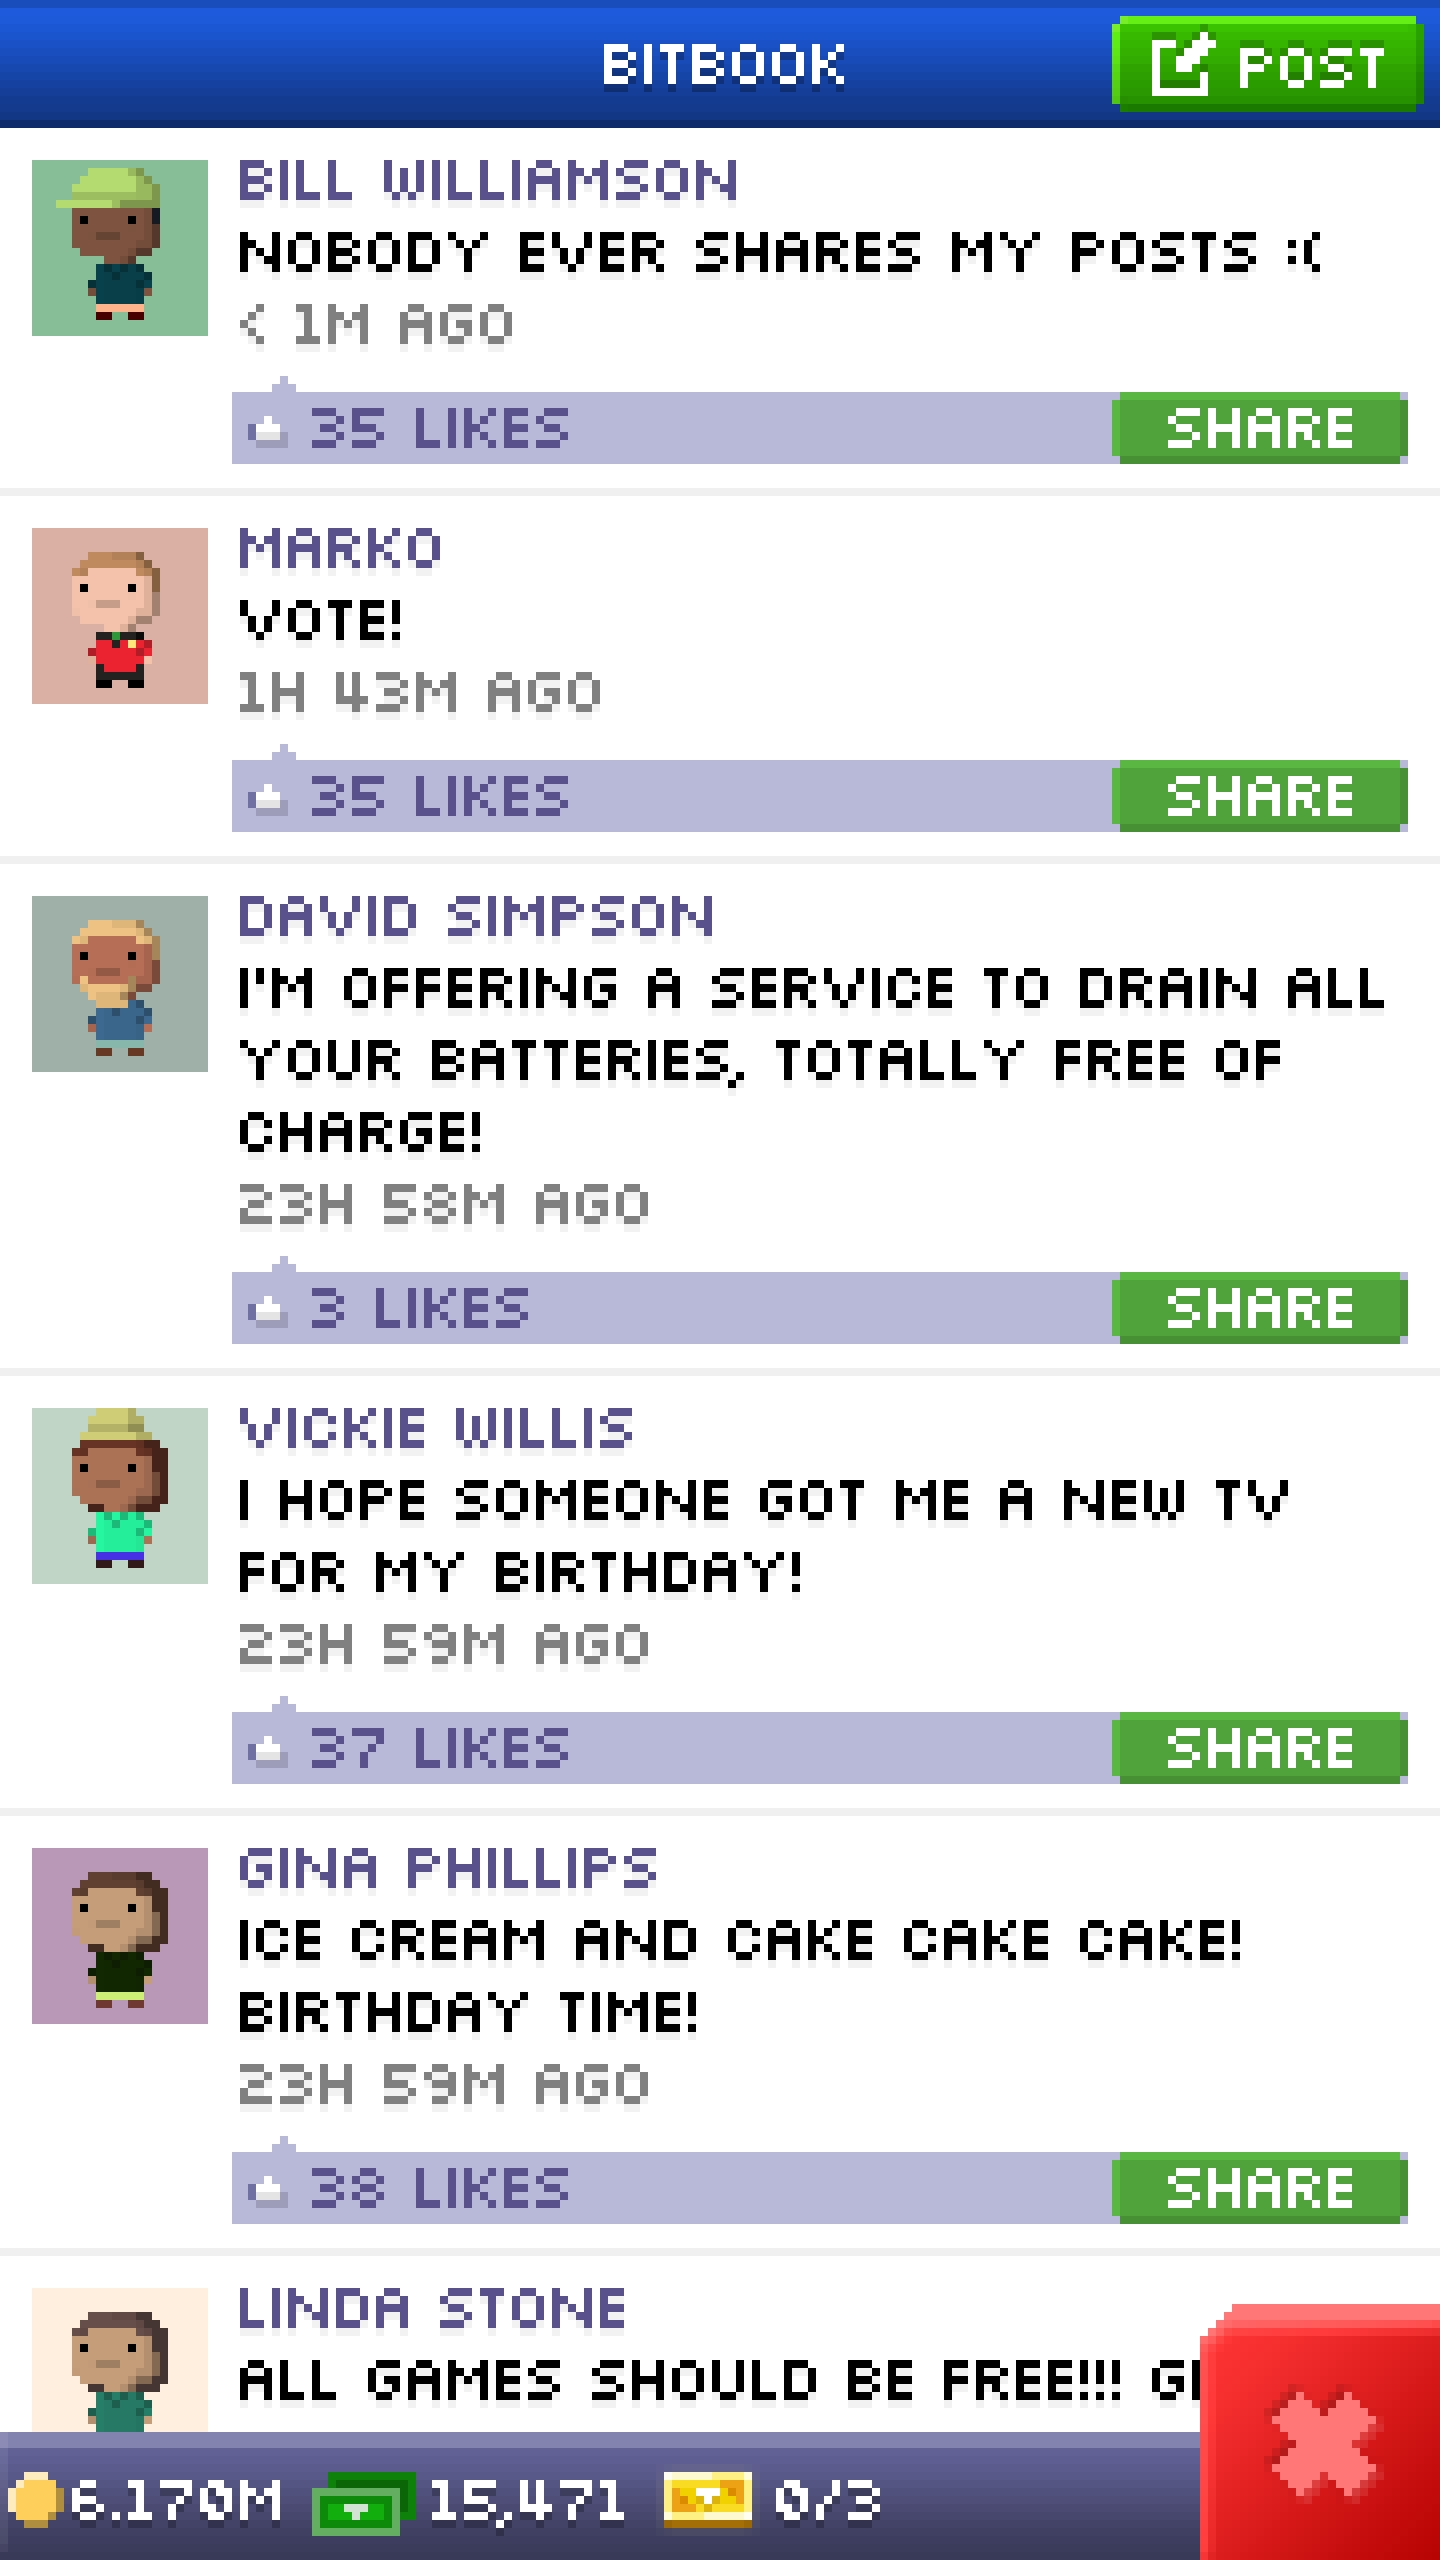 BITBOOK
POST
BILL WILLIAMSON
NOBODY EVER SHARES MY POSTS :(
< 1M AGO
35 LIKES
SHARE
MARKO
VOTE!
1H 43M AGO
35 LIKES
SHARE
DAVID SIMPSON
I'M OFFERING A SERVICE TO DRAIN ALL
YOUR BATTERIES, TOTALLY FREE OF
CHARGE!
23H 58M AGO
3 LIKES
SHARE
VICKIE WILLIS
I HOPE SOMEONE GOT ME A NEW TV
FOR MY BIRTHDAY!
23H 59M AGO
37 LIKES
SHARE
GINA PHILLIPS
ICE CREAM AND CAKE CAKE CAKE!
BIRTHDAY TIME!
23H 59M AGO
38 LIKES
SHARE
LINDA STONE
ALL GAMES SHOULD BE FREE!!!
6.170M 15,471 0/3